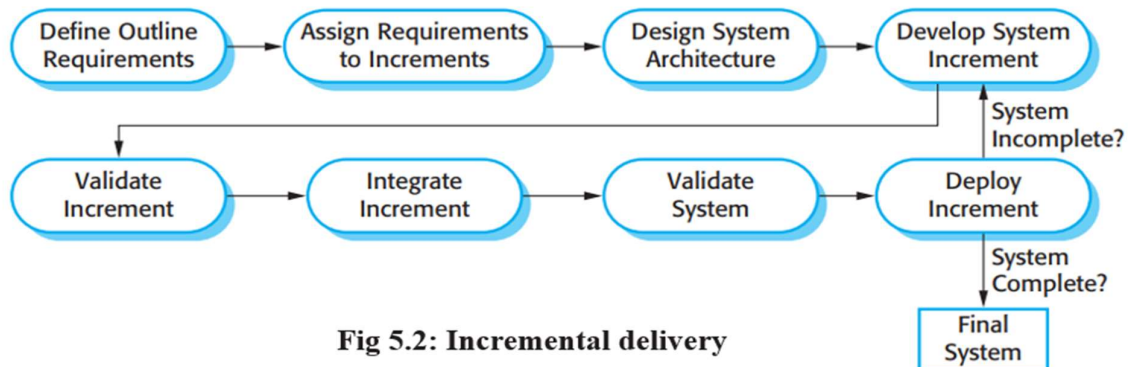 Define Outline
Requirements
Assign Requirements
to Increments
Design System
Architecture
Develop System
Increment
System
Incomplete?
Validate
Increment
Integrate
Increment
Validate
System
Deploy
Increment
System
Complete?
Final
System
Fig 5.2: Incremental delivery